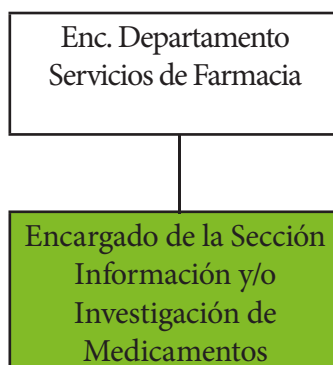 Enc. Departamento
Servicios de Farmacia
Encargado de la Sección
Información y/o
Investigación de
Medicamentos